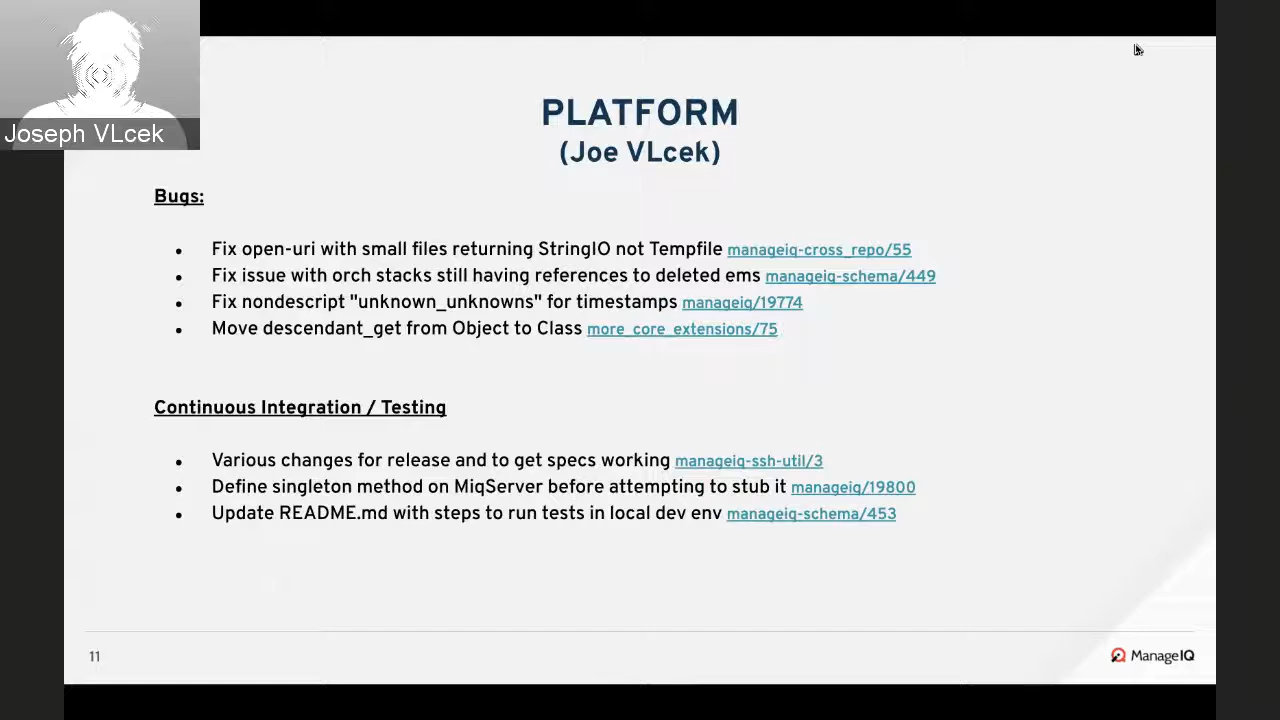 Joseph VLcek
PLATFORM
(Joe VLcek)
Bugs:
• Fix open-uri with small files returning StringIO not Tempfile manageiq-cross_repo/55
• Fix issue with orch stacks still having references to deleted ems manageiq-schema/449
• Fix nondescript "unknown_unknowns" for timestamps manageiq/19774
• Move descendant_get from Object to Class more_core_extensions/75
Continuous Integration / Testing
• Various changes for release and to get specs working manageiq-ssh-util/3
• Define singleton method on MiqServer before attempting to stub it manageiq/19800
• Update README.md with steps to run tests in local dev env manageiq-schema/453
11
ManageIQ